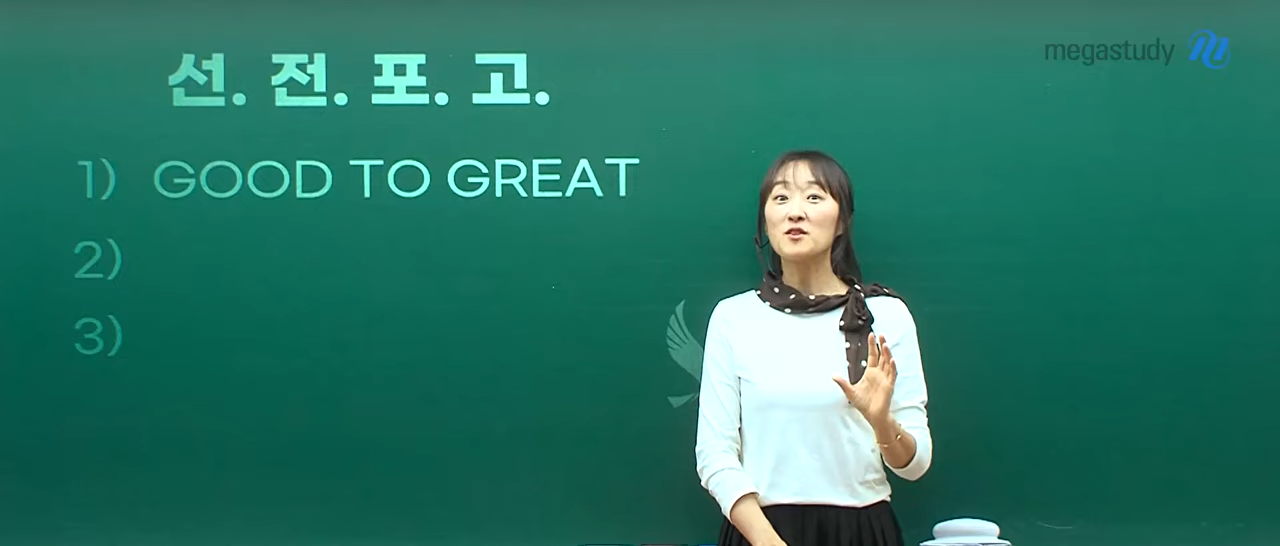 megastudy
선. 전. 포. 고.
1) GOOD TO GREAT
2)
3)